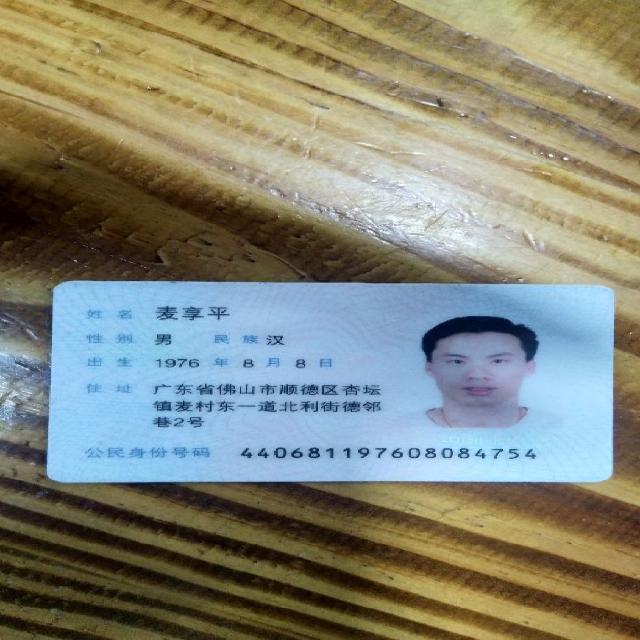 姓名 麦享平
性别 男 民族 汉
出生 1976 年 8 月 8 日
住址 广东省佛山市顺德区杏坛
镇麦村东一道北利街德邻
巷2号
公民身份号码 440681197608084754